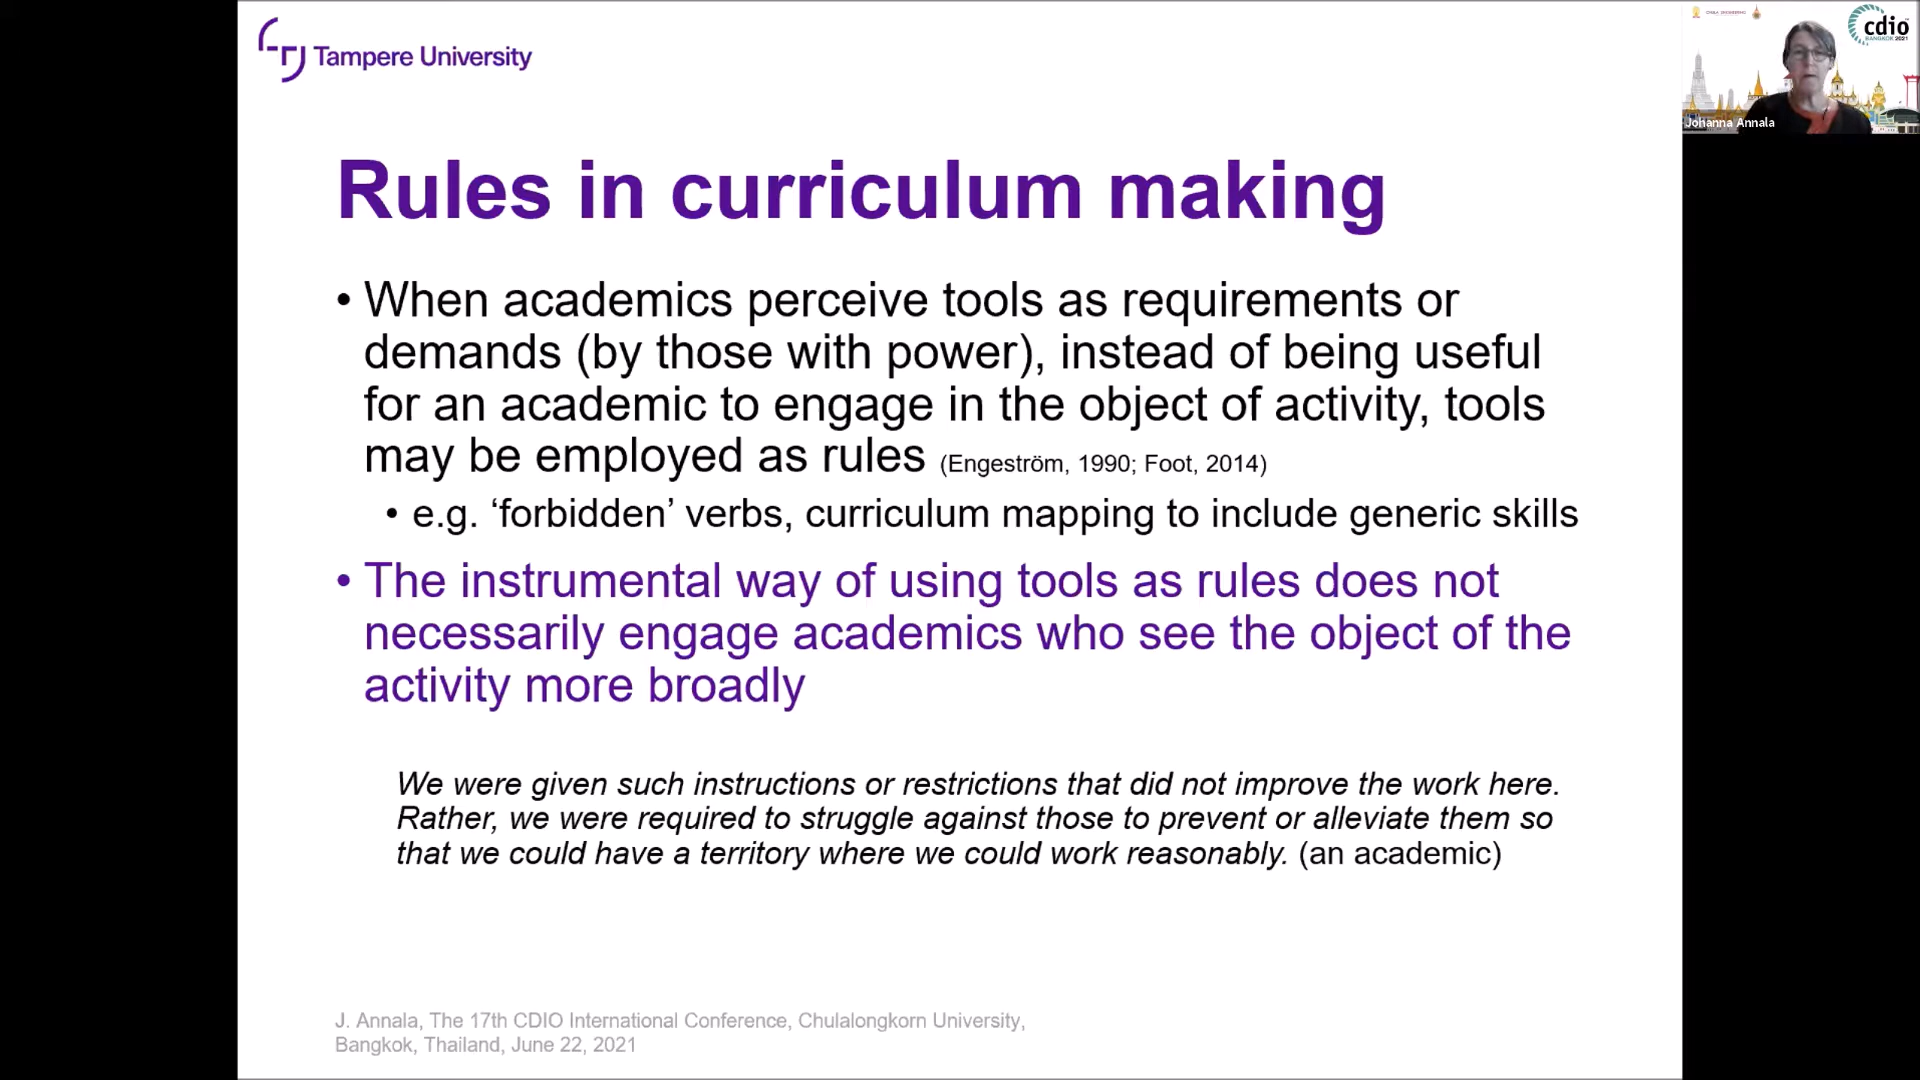 Tampere University
cdio
BANGKOK 2021
Johanna Annala
Rules in curriculum making
• When academics perceive tools as requirements or
demands (by those with power), instead of being useful
for an academic to engage in the object of activity, tools
may be employed as rules (Engeström, 1990; Foot, 2014)
• e.g. ‘forbidden’ verbs, curriculum mapping to include generic skills
• The instrumental way of using tools as rules does not
necessarily engage academics who see the object of the
activity more broadly
We were given such instructions or restrictions that did not improve the work here.
Rather, we were required to struggle against those to prevent or alleviate them so
that we could have a territory where we could work reasonably. (an academic)
J. Annala, The 17th CDIO International Conference, Chulalongkorn University,
Bangkok, Thailand, June 22, 2021